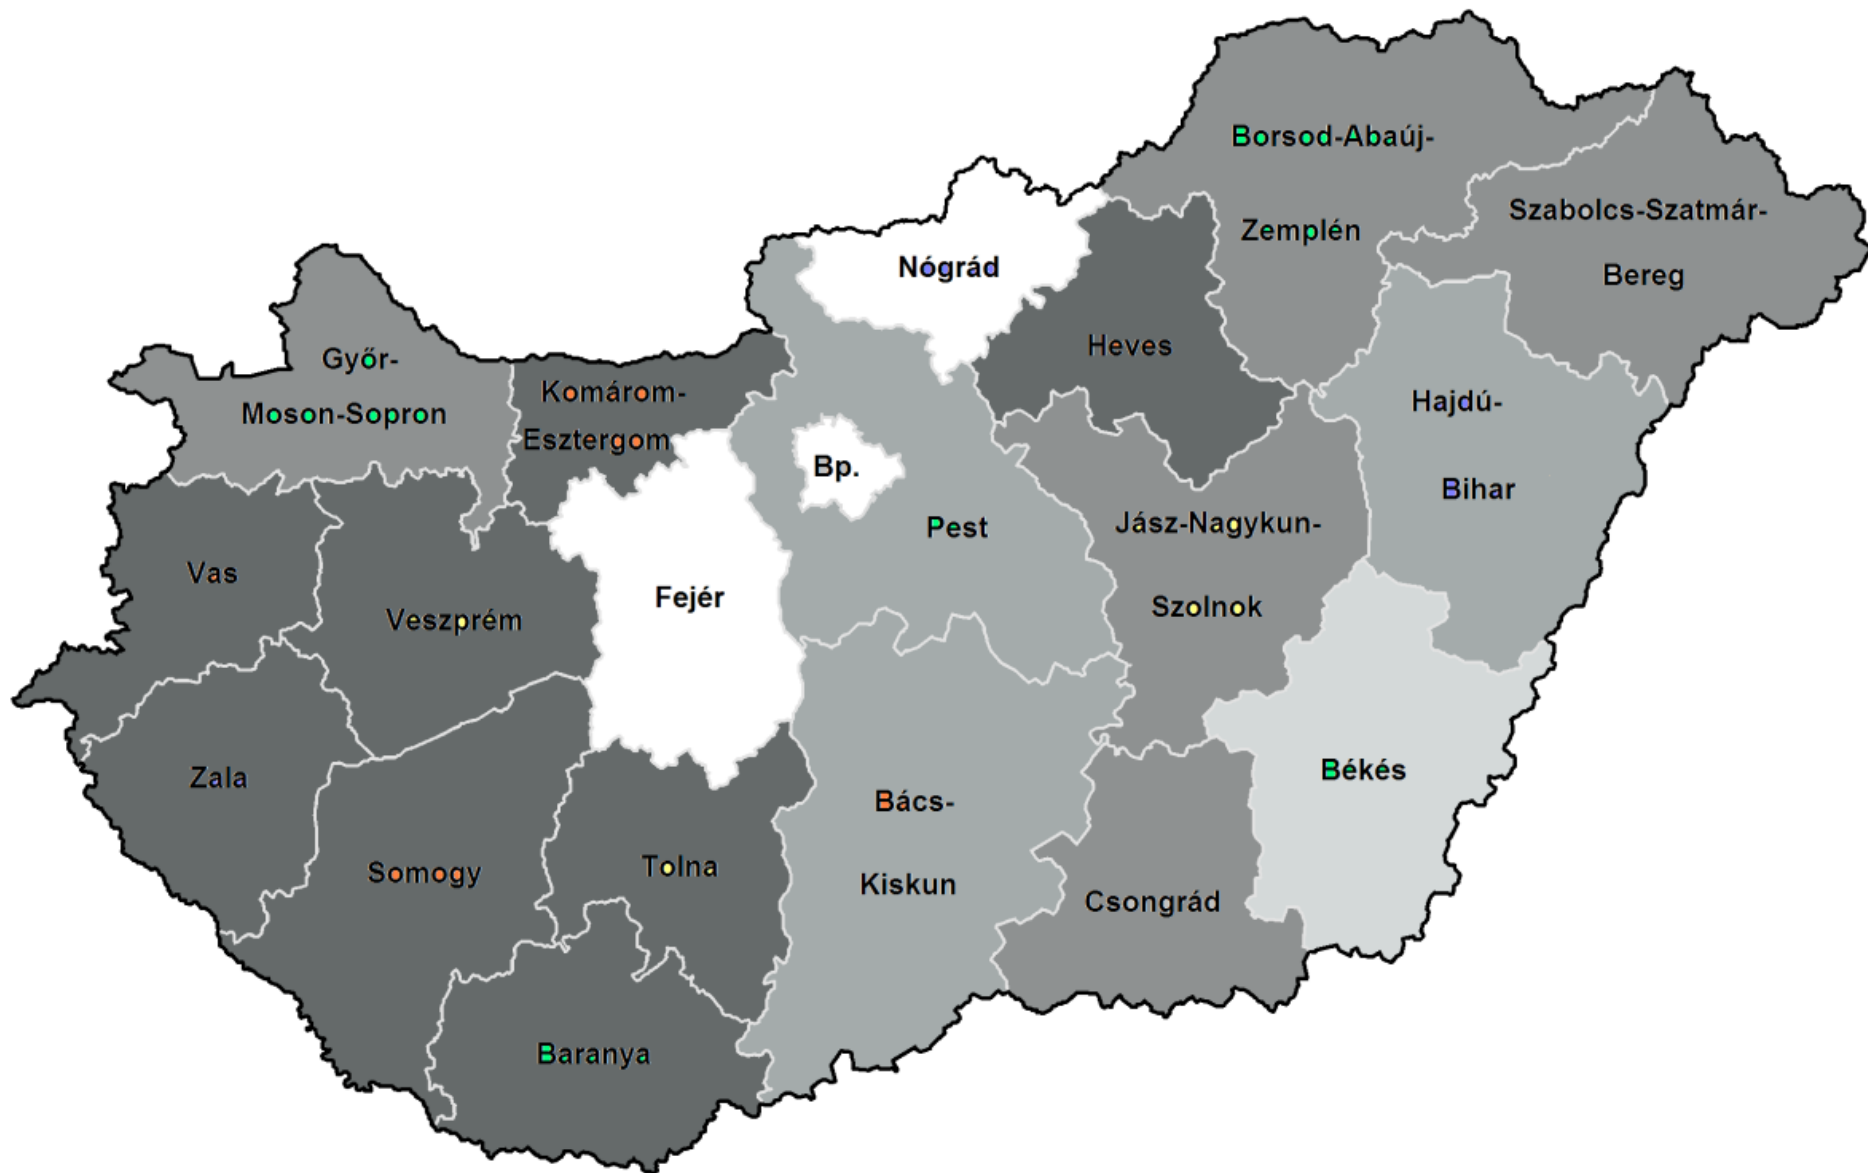 Borsod-Abaúj-
Zemplén
Szabolcs-Szatmár-
Bereg
Nógrád
Heves
Győr-
Moson-Sopron
Komárom-
Esztergom
Hajdú-
Bihar
Bp.
Pest
Jász-Nagykun-
Szolnok
Vas
Veszprém
Fejér
Zala
Somogy
Tolna
Bács-
Kiskun
Békés
Csongrád
Baranya